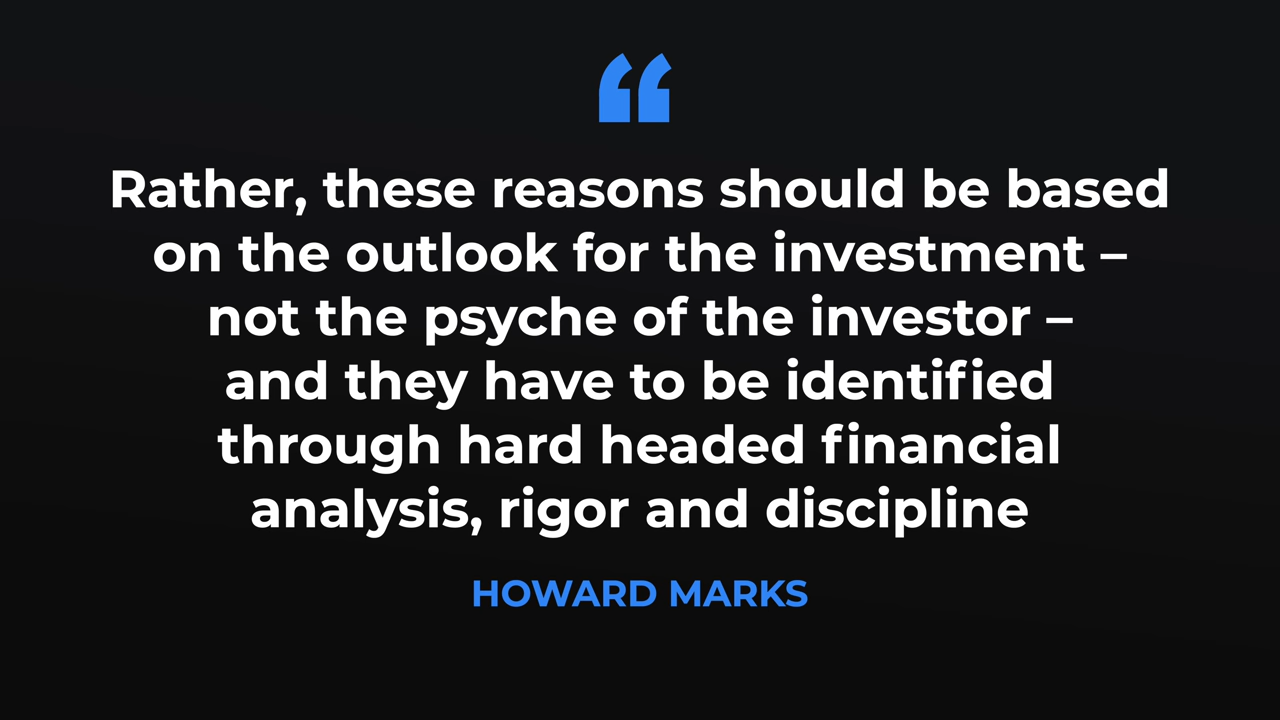 “
Rather, these reasons should be based
on the outlook for the investment –
not the psyche of the investor –
and they have to be identified
through hard headed financial
analysis, rigor and discipline
HOWARD MARKS